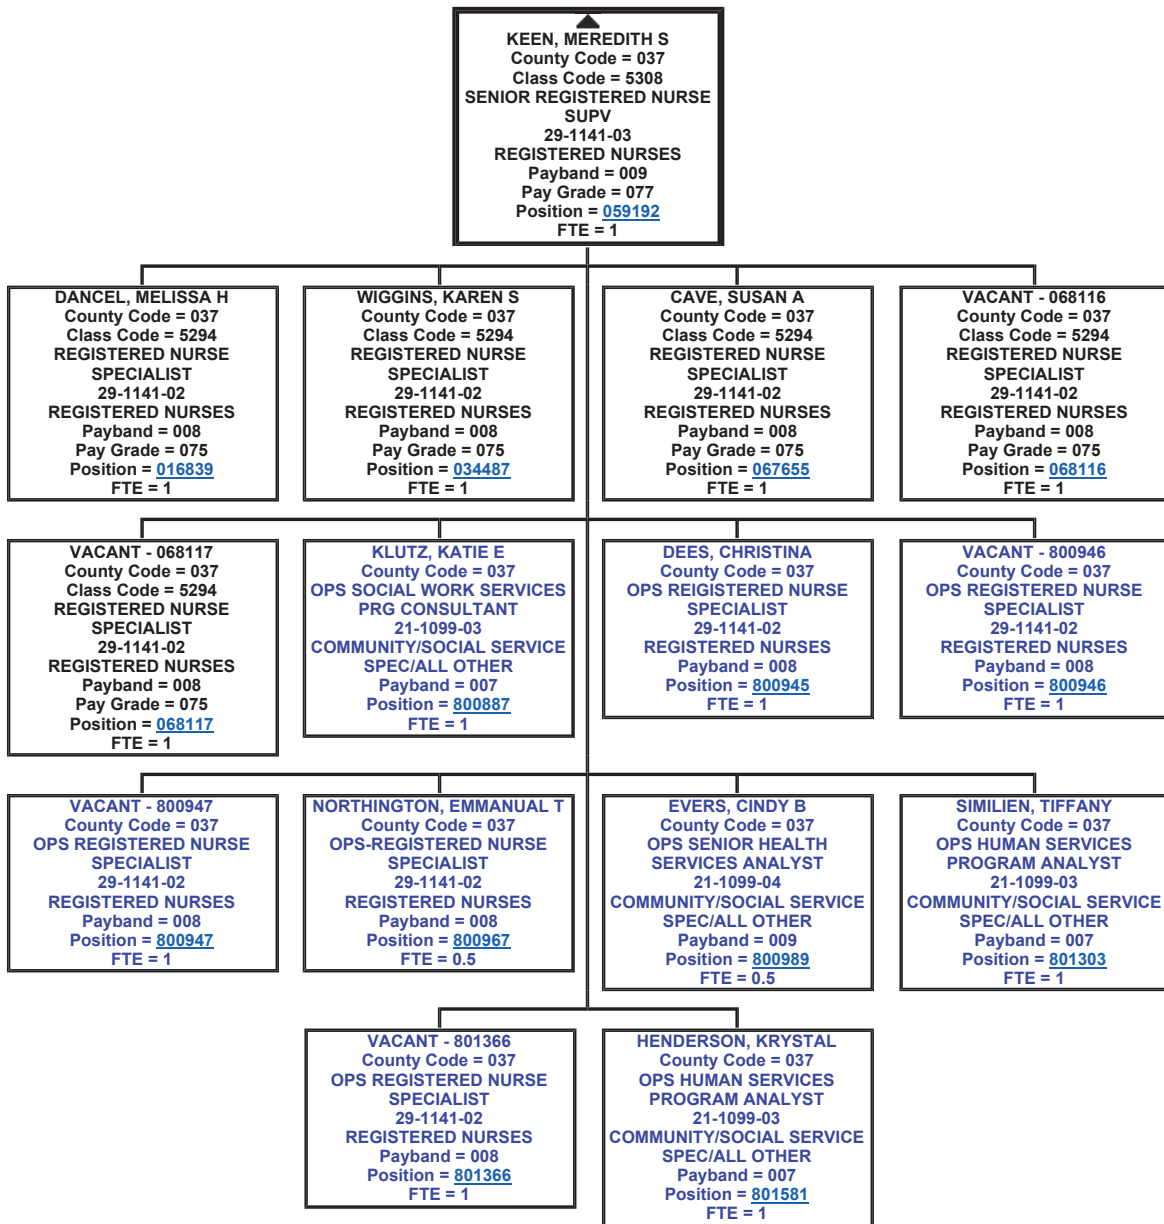 KEEN, MEREDITH S
County Code = 037
Class Code = 5308
SENIOR REGISTERED NURSE
SUPV
29-1141-03
REGISTERED NURSES
Payband = 009
Pay Grade = 077
Position = 059192
FTE = 1
DANCEL, MELISSA H
County Code = 037
Class Code = 5294
REGISTERED NURSE
SPECIALIST
29-1141-02
REGISTERED NURSES
Payband = 008
Pay Grade = 075
Position = 016839
FTE = 1
WIGGINS, KAREN S
County Code = 037
Class Code = 5294
REGISTERED NURSE
SPECIALIST
29-1141-02
REGISTERED NURSES
Payband = 008
Pay Grade = 075
Position = 034487
FTE = 1
CAVE, SUSAN A
County Code = 037
Class Code = 5294
REGISTERED NURSE
SPECIALIST
29-1141-02
REGISTERED NURSES
Payband = 008
Pay Grade = 075
Position = 067655
FTE = 1
VACANT - 068116
County Code = 037
Class Code = 5294
REGISTERED NURSE
SPECIALIST
29-1141-02
REGISTERED NURSES
Payband = 008
Pay Grade = 075
Position = 068116
FTE = 1
VACANT - 068117
County Code = 037
Class Code = 5294
REGISTERED NURSE
SPECIALIST
29-1141-02
REGISTERED NURSES
Payband = 008
Pay Grade = 075
Position = 068117
FTE = 1
KLUTZ, KATIE E
County Code = 037
OPS SOCIAL WORK SERVICES
PRG CONSULTANT
21-1099-03
COMMUNITY/SOCIAL SERVICE
SPEC/ALL OTHER
Payband = 007
Position = 800887
FTE = 1
DEES, CHRISTINA
County Code = 037
OPS REIGISTERED NURSE
SPECIALIST
29-1141-02
REGISTERED NURSES
Payband = 008
Position = 800945
FTE = 1
VACANT - 800946
County Code = 037
OPS REGISTERED NURSE
SPECIALIST
29-1141-02
REGISTERED NURSES
Payband = 008
Position = 800946
FTE = 1
VACANT - 800947
County Code = 037
OPS REGISTERED NURSE
SPECIALIST
29-1141-02
REGISTERED NURSES
Payband = 008
Position = 800947
FTE = 1
NORTHINGTON, EMMANUAL T
County Code = 037
OPS-REGISTERED NURSE
SPECIALIST
29-1141-02
REGISTERED NURSES
Payband = 008
Position = 800967
FTE = 0.5
EVERS, CINDY B
County Code = 037
OPS SENIOR HEALTH
SERVICES ANALYST
21-1099-04
COMMUNITY/SOCIAL SERVICE
SPEC/ALL OTHER
Payband = 009
Position = 800989
FTE = 0.5
SIMILIEN, TIFFANY
County Code = 037
OPS HUMAN SERVICES
PROGRAM ANALYST
21-1099-03
COMMUNITY/SOCIAL SERVICE
SPEC/ALL OTHER
Payband = 007
Position = 801303
FTE = 1
VACANT - 801366
County Code = 037
OPS REGISTERED NURSE
SPECIALIST
29-1141-02
REGISTERED NURSES
Payband = 008
Position = 801366
FTE = 1
HENDERSON, KRYSTAL
County Code = 037
OPS HUMAN SERVICES
PROGRAM ANALYST
21-1099-03
COMMUNITY/SOCIAL SERVICE
SPEC/ALL OTHER
Payband = 007
Position = 801581
FTE = 1